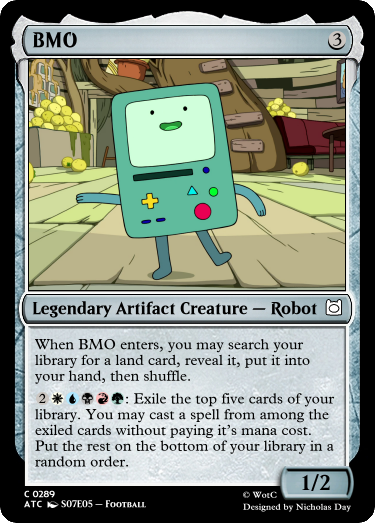 BMO 3
Legendary Artifact Creature — Robot
When BMO enters, you may search your
library for a land card, reveal it, put it into
your hand, then shuffle.
2 : Exile the top five cards of your
library. You may cast a spell from among the
exiled cards without paying it's mana cost.
Put the rest on the bottom of your library in a
random order.
1/2
C 0289
ATC S07E05 — Football
© WotC
Designed by Nicholas Day